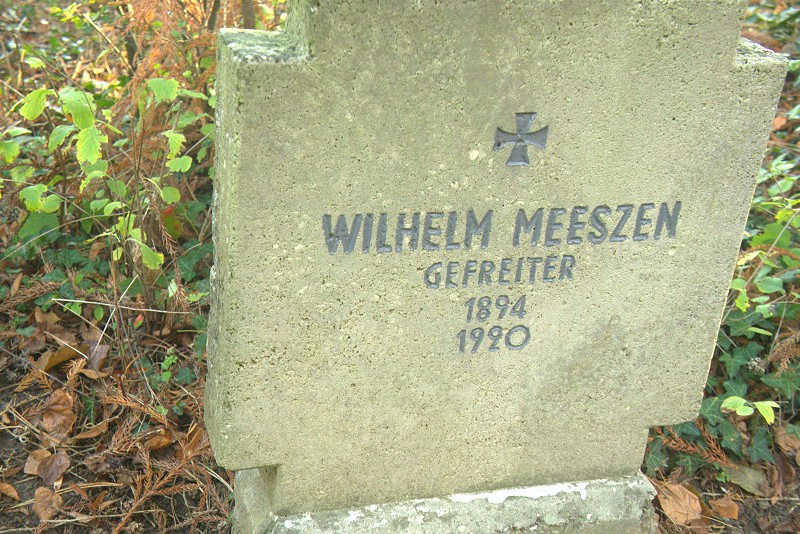 WILHELM MEESZEN
GEFREITER
1894
1920